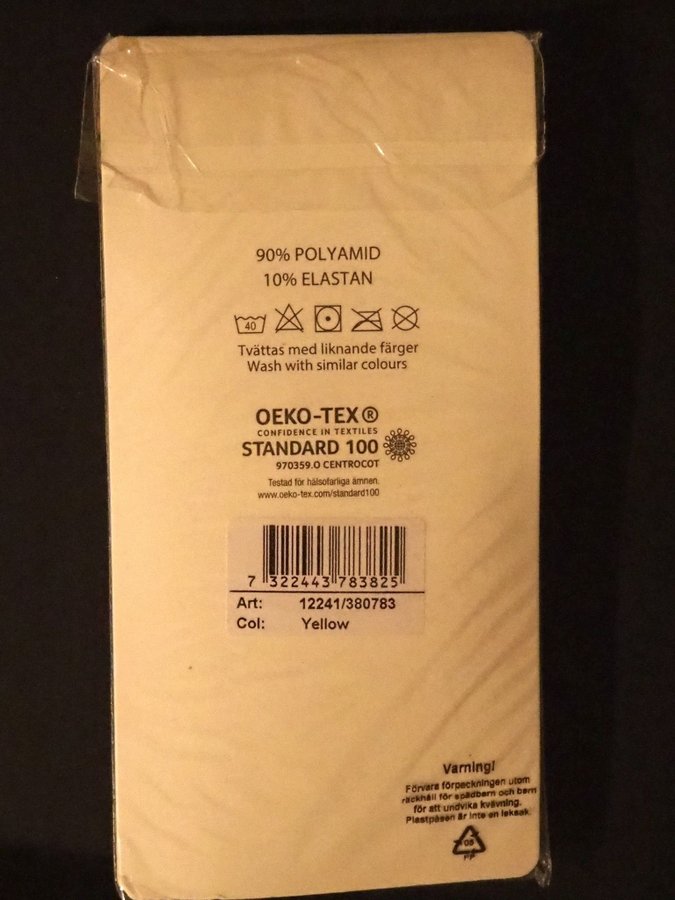 90% POLYAMID
10% ELASTAN
40
Tvättas med liknande färger
Wash with similar colours
OEKO-TEX®
CONFIDENCE IN TEXTILES
STANDARD 100
970359.O CENTROCOT
Testad för hälsofarliga ämnen.
www.oeko-tex.com/standard100
7 322443 783825
Art: 12241/380783
Col: Yellow
Varning!
Förvara förpackningen utom
räckhåll för spädbarn och barn
för att undvika kvävning.
Plastpåsen är inte en leksak.
05
PP